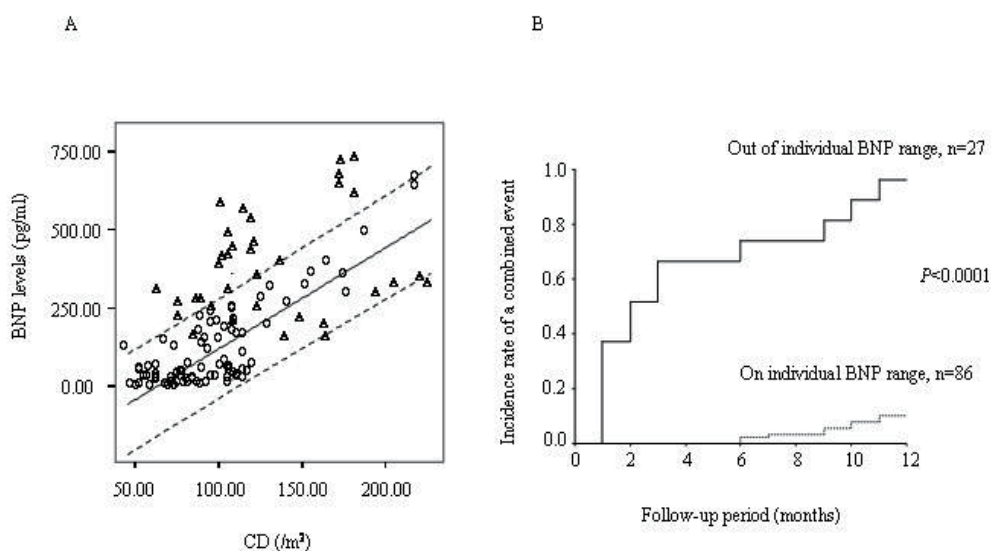 A
B
750.00
500.00
250.00
0.00
BNP levels (pg/ml)
50.00 100.00 150.00 200.00
CD (/m²)
Out of individual BNP range, n=27
1.0
0.8
0.6
0.4
0.2
0.0
Incidence rate of a combined event
P<0.0001
On individual BNP range, n=86
0 2 4 6 8 10 12
Follow-up period (months)